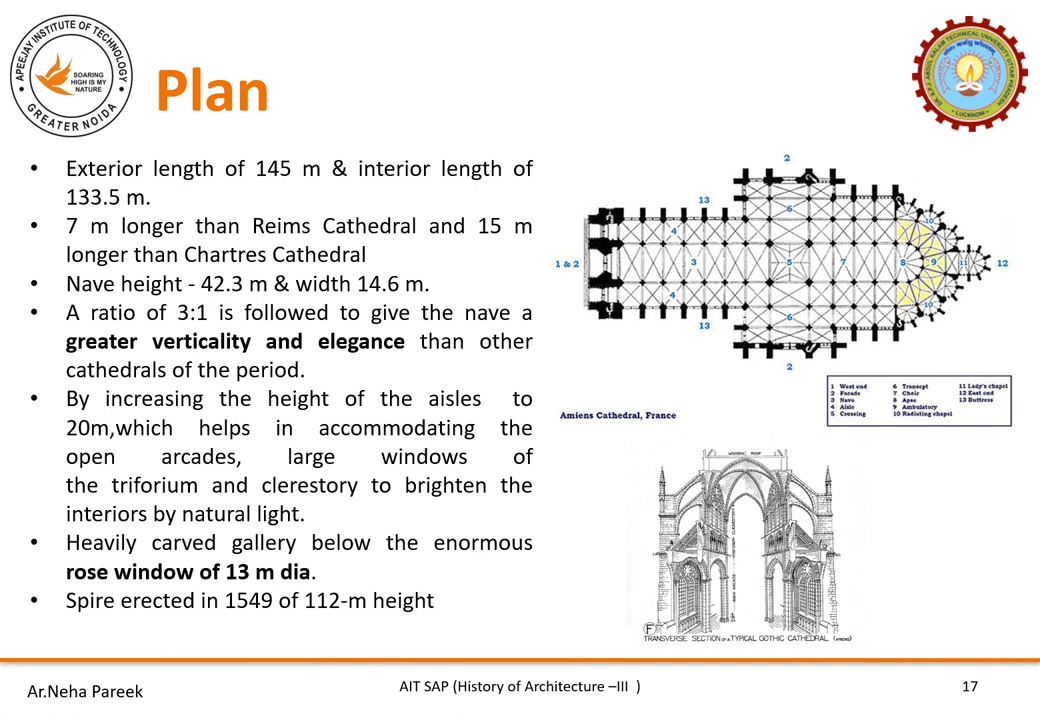 APEEJAY INSTITUTE OF TECHNOLOGY
SOARING
HIGH IS MY
NATURE
GREATER NOIDA
Plan
DR. A.P.J. ABDUL KALAM TECHNICAL UNIVERSITY UTTAR PRADESH
LUCKNOW
• Exterior length of 145 m & interior length of
133.5 m.
• 7 m longer than Reims Cathedral and 15 m
longer than Chartres Cathedral
• Nave height - 42.3 m & width 14.6 m.
• A ratio of 3:1 is followed to give the nave a
greater verticality and elegance than other
cathedrals of the period.
• By increasing the height of the aisles to
20m,which helps in accommodating the
open arcades, large windows of
the triforium and clerestory to brighten the
interiors by natural light.
• Heavily carved gallery below the enormous
rose window of 13 m dia.
• Spire erected in 1549 of 112-m height
2
13
6
10
4
1 & 2
3
5
7
8
9
11
12
4
10
6
13
2
Amiens Cathedral, France
1 West end
2 Facade
3 Nave
4 Aisle
5 Crossing
6 Transept
7 Choir
8 Apse
9 Ambulatory
10 Radiating chapel
11 Lady's chapel
12 East end
13 Buttress
WOODEN ROOF
F
TRANSVERSE SECTION OF A TYPICAL GOTHIC CATHEDRAL (AMIENS)
Ar.Neha Pareek
AIT SAP (History of Architecture –III )
17